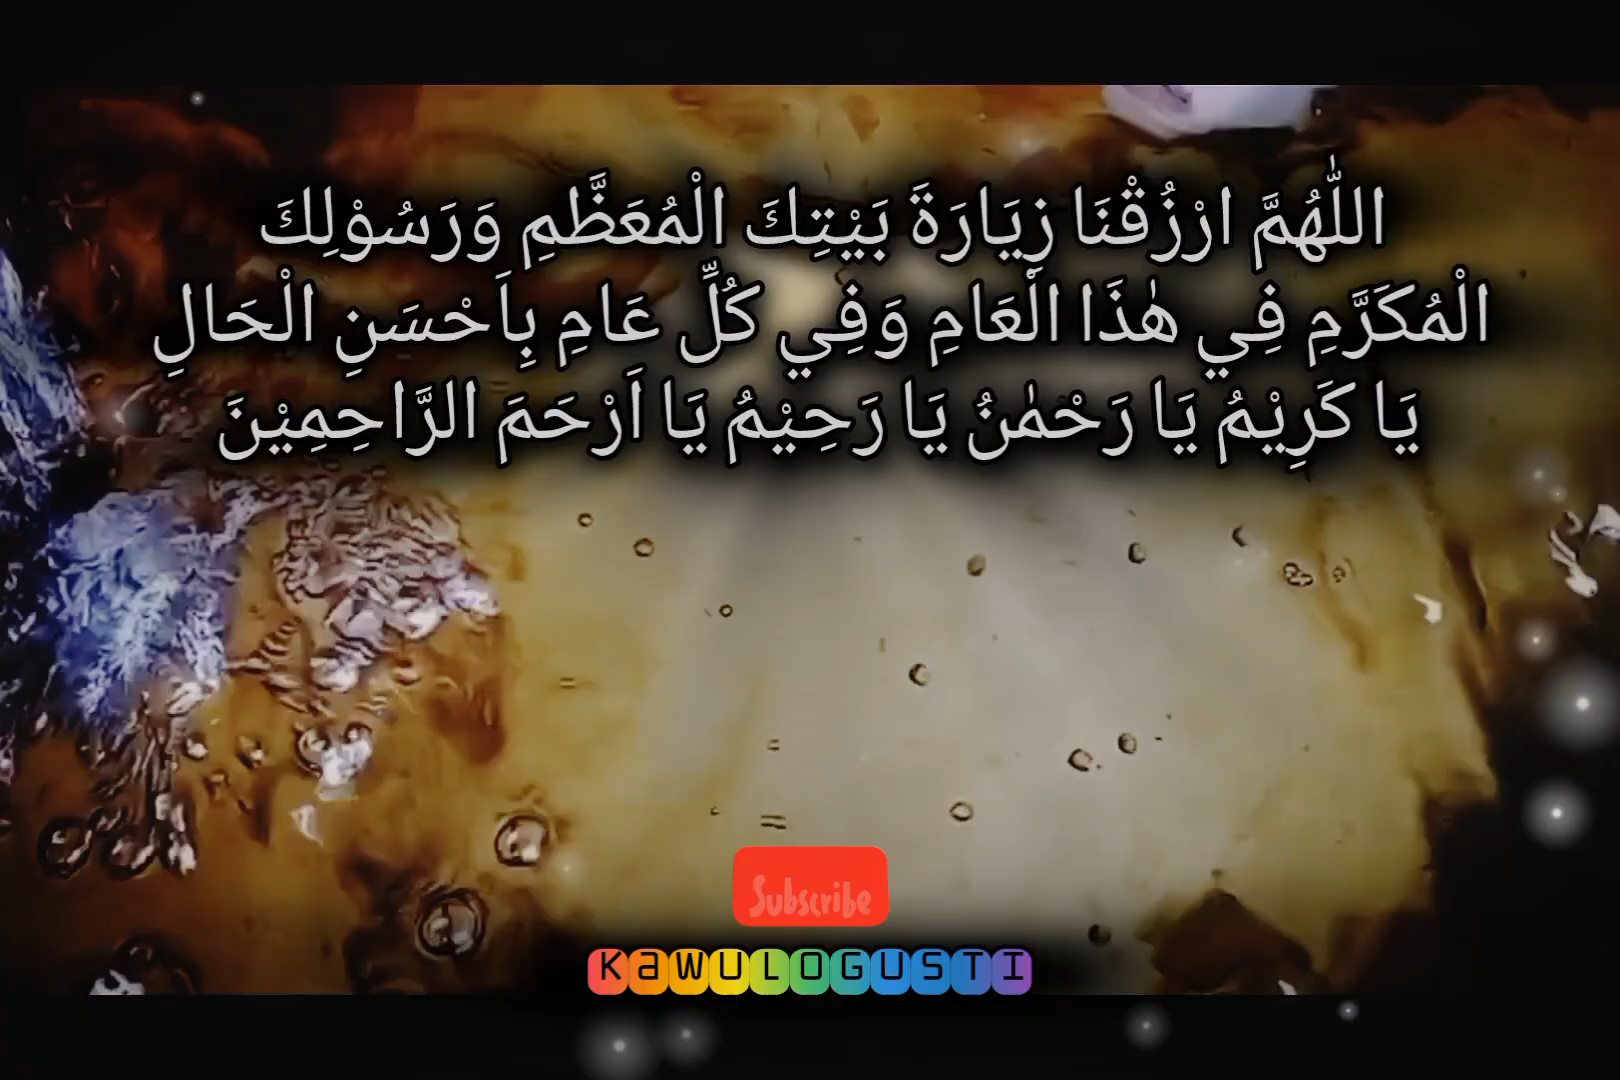 اللّٰهُمَّ ارْزُقْنَا زِيَارَةَ بَيْتِكَ الْمُعَظَّمِ وَرَسُوْلِكَ
الْمُكَرَّمِ فِي هٰذَا الْعَامِ وَفِي كُلِّ عَامِ بِاَحْسَنِ الْحَالِ
يَا كَرِيْمُ يَا رَحْمٰنُ يَا رَحِيْمُ يَا اَرْحَمَ الرَّاحِمِيْنَ
Subscribe
KaWULOGUSTI